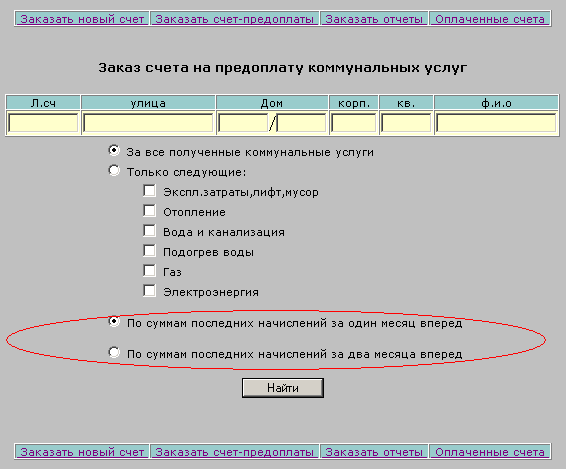 Заказать новый счет Заказать счет-предоплаты Заказать отчеты Оплаченные счета
Заказ счета на предоплату коммунальных услуг
Л.сч улица Дом корп. кв. ф.и.о
/
За все полученные коммунальные услуги
Только следующие:
Экспл.затраты,лифт,мусор
Отопление
Вода и канализация
Подогрев воды
Газ
Электроэнергия
По суммам последних начислений за один месяц вперед
По суммам последних начислений за два месяца вперед
Найти
Заказать новый счет Заказать счет-предоплаты Заказать отчеты Оплаченные счета